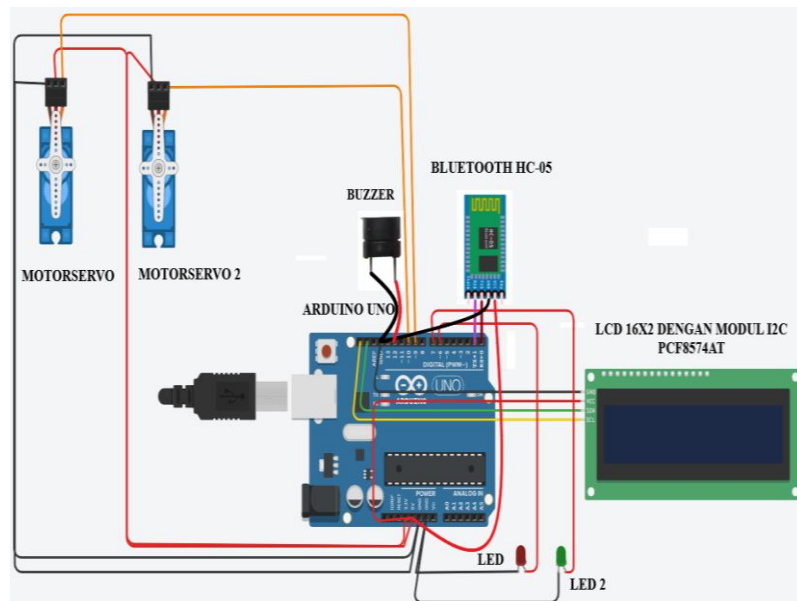 BLUETOOTH HC-05
BUZZER
MOTORSERVO
MOTORSERVO 2
ARDUINO UNO
LCD 16X2 DENGAN MODUL I2C
PCF8574AT
DIGITAL (PWM~)
UNO
ARDUINO
POWER
ANALOG IN
LED
LED 2